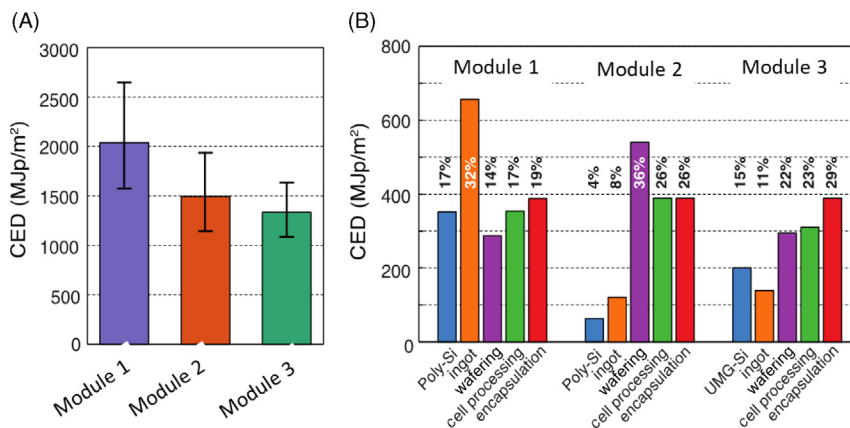 (A)
CED (MJp/m²)
3000
2500
2000
1500
1000
500
0
Module 1
Module 2
Module 3
(B)
CED (MJp/m²)
800
600
400
200
0
Module 1
Module 2
Module 3
17%
32%
14%
17%
19%
4%
8%
36%
26%
26%
15%
11%
22%
23%
29%
Poly-Si
ingot
wafering
cell processing
encapsulation
Poly-Si
ingot
wafering
cell processing
encapsulation
UMG-Si
ingot
wafering
cell processing
encapsulation